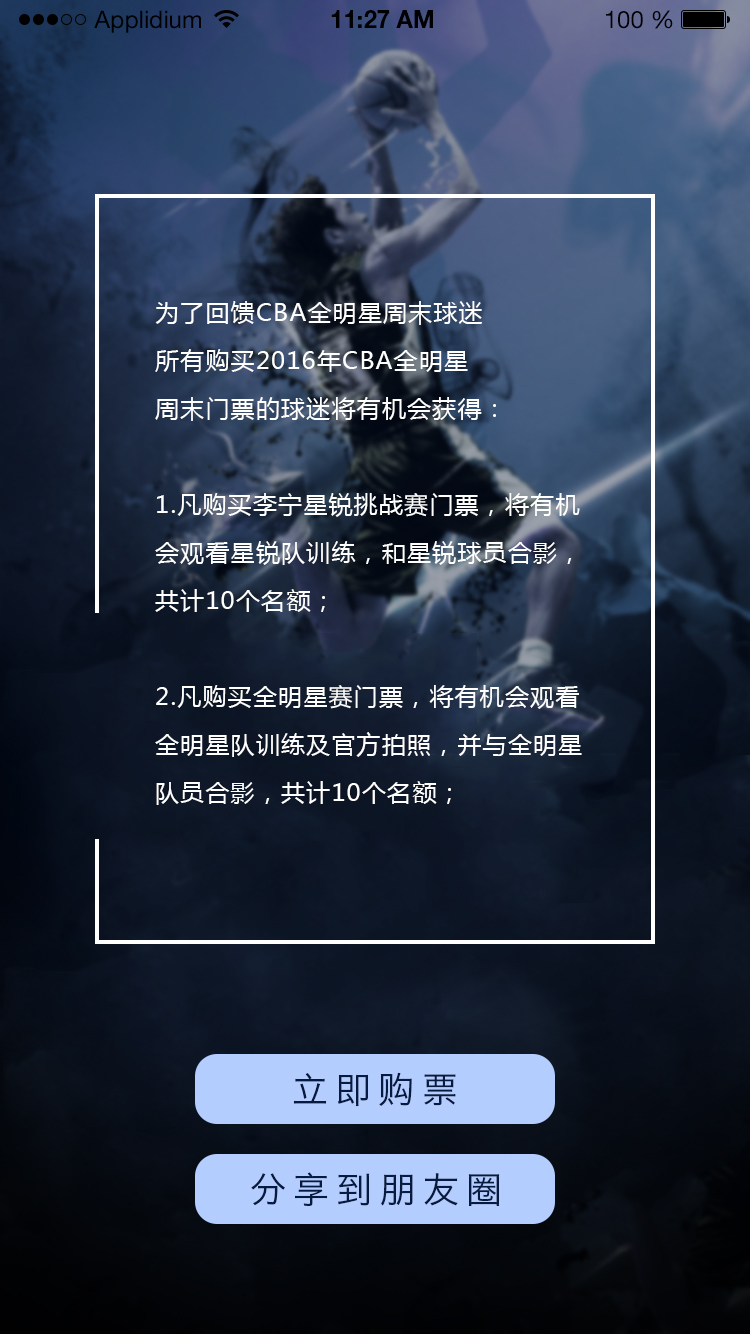 Applidium
11:27 AM
100 %
为了回馈CBA全明星周末球迷
所有购买2016年CBA全明星
周末门票的球迷将有机会获得：
1.凡购买李宁星锐挑战赛门票，将有机
会观看星锐队训练，和星锐球员合影，
共计10个名额；
2.凡购买全明星赛门票，将有机会观看
全明星队训练及官方拍照，并与全明星
队员合影，共计10个名额；
立即购票
分享到朋友圈